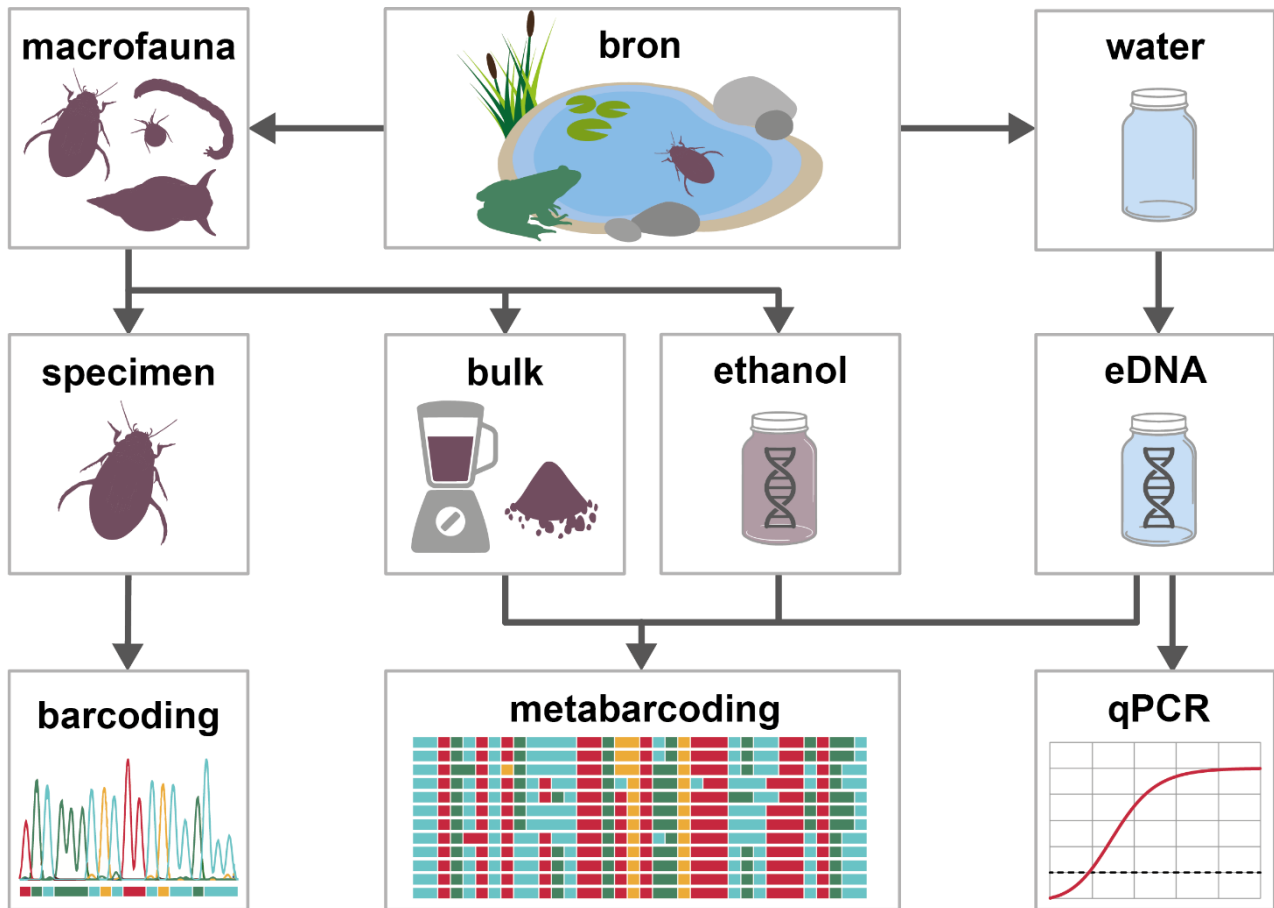 macrofauna
bron
water
specimen
bulk
ethanol
eDNA
barcoding
metabarcoding
qPCR